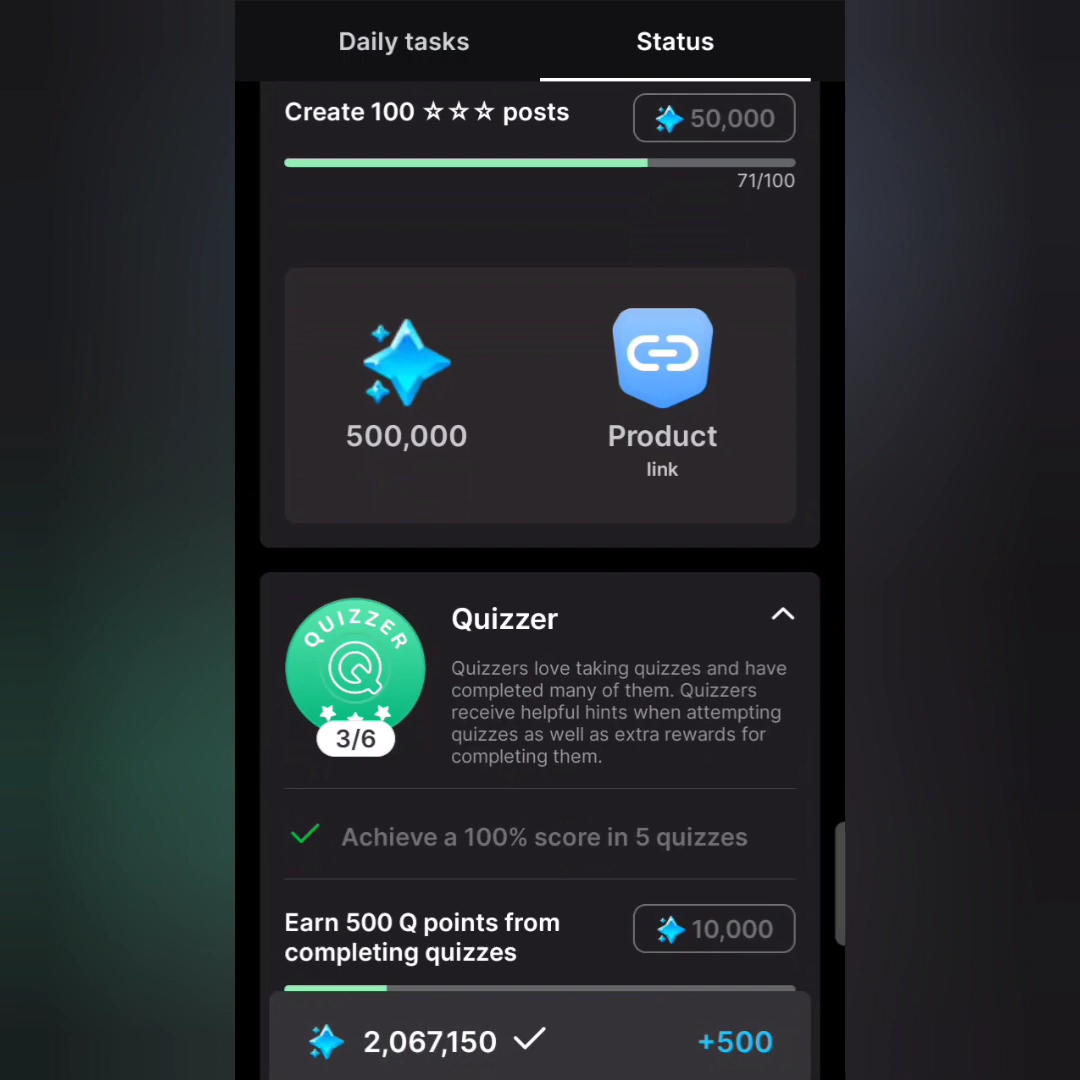 Daily tasks
Status
Create 100 ☆☆☆ posts
50,000
71/100
500,000
Product
link
QUIZZER
3/6
Quizzer
Quizzers love taking quizzes and have
completed many of them. Quizzers
receive helpful hints when attempting
quizzes as well as extra rewards for
completing them.
Achieve a 100% score in 5 quizzes
Earn 500 Q points from
completing quizzes
10,000
2,067,150
+500